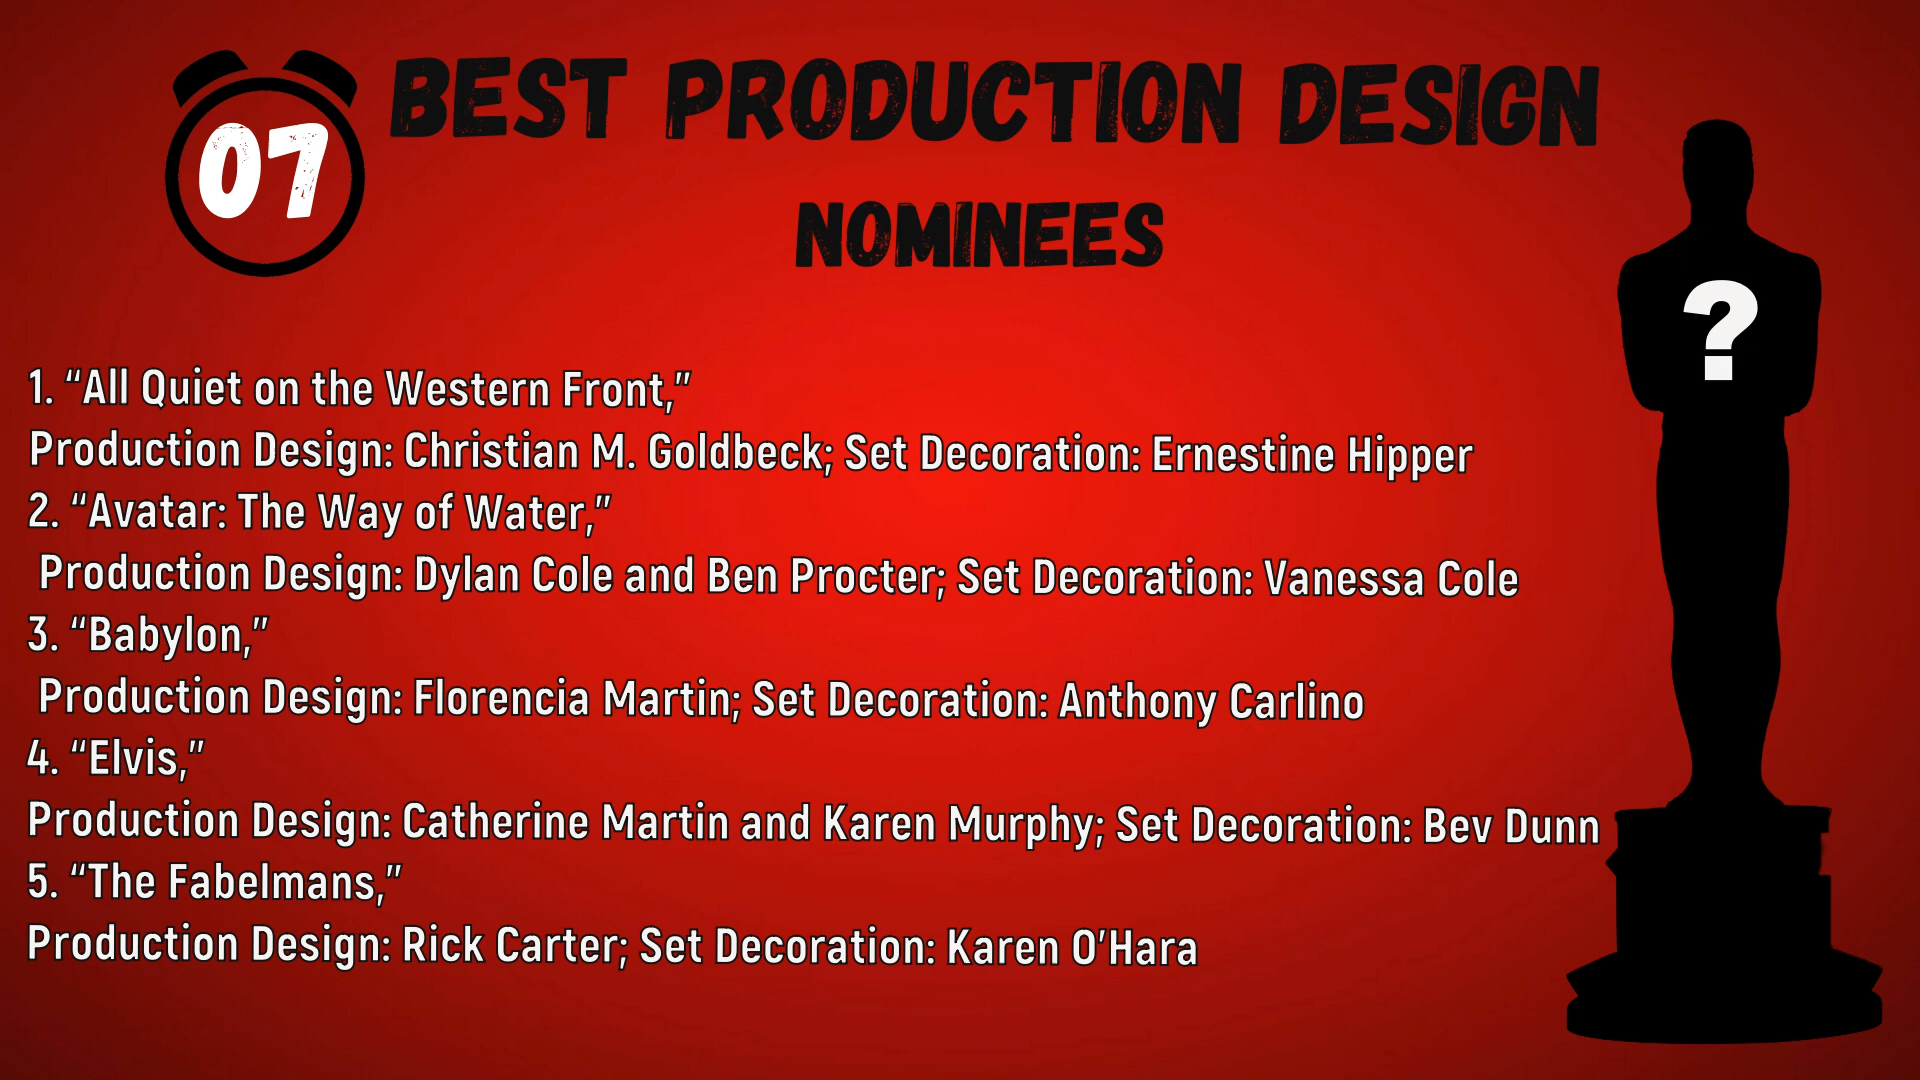 07
BEST PRODUCTION DESIGN
NOMINEES
?
1. “All Quiet on the Western Front,”
Production Design: Christian M. Goldbeck; Set Decoration: Ernestine Hipper
2. “Avatar: The Way of Water,”
Production Design: Dylan Cole and Ben Procter; Set Decoration: Vanessa Cole
3. “Babylon,”
Production Design: Florencia Martin; Set Decoration: Anthony Carlino
4. “Elvis,”
Production Design: Catherine Martin and Karen Murphy; Set Decoration: Bev Dunn
5. “The Fabelmans,”
Production Design: Rick Carter; Set Decoration: Karen O’Hara